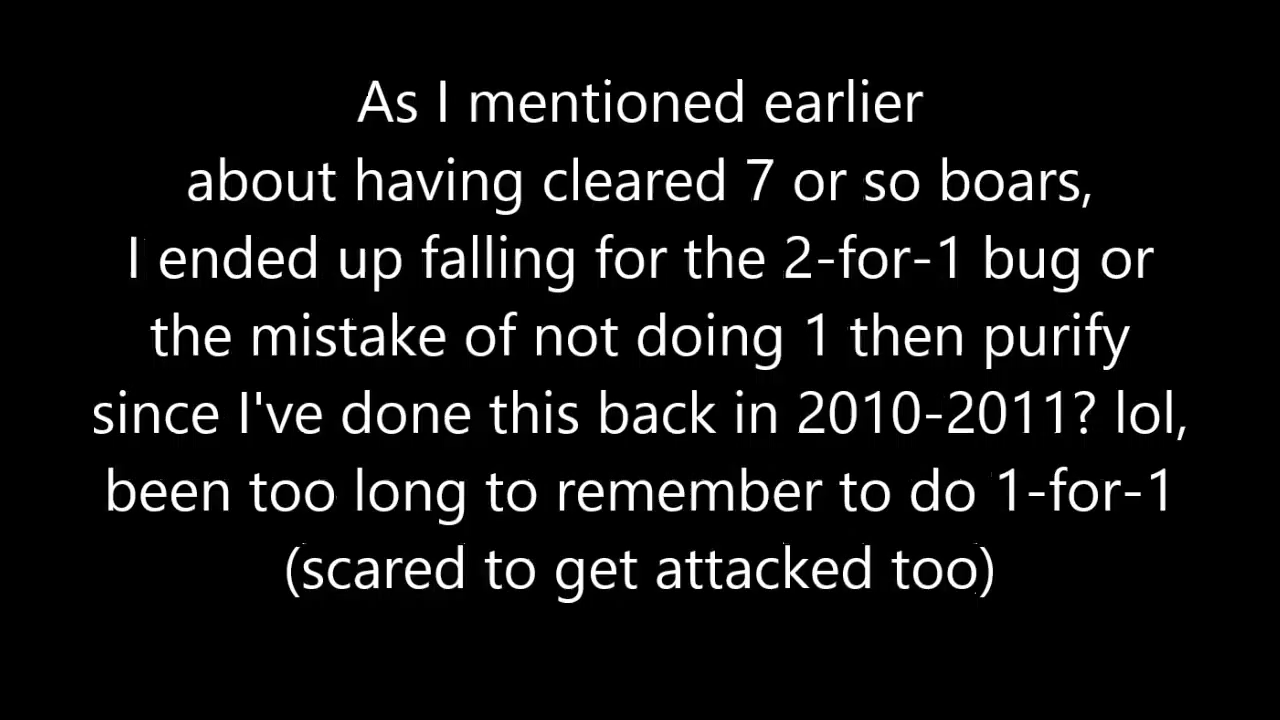 As I mentioned earlier
about having cleared 7 or so boars,
I ended up falling for the 2-for-1 bug or
the mistake of not doing 1 then purify
since I've done this back in 2010-2011? lol,
been too long to remember to do 1-for-1
(scared to get attacked too)